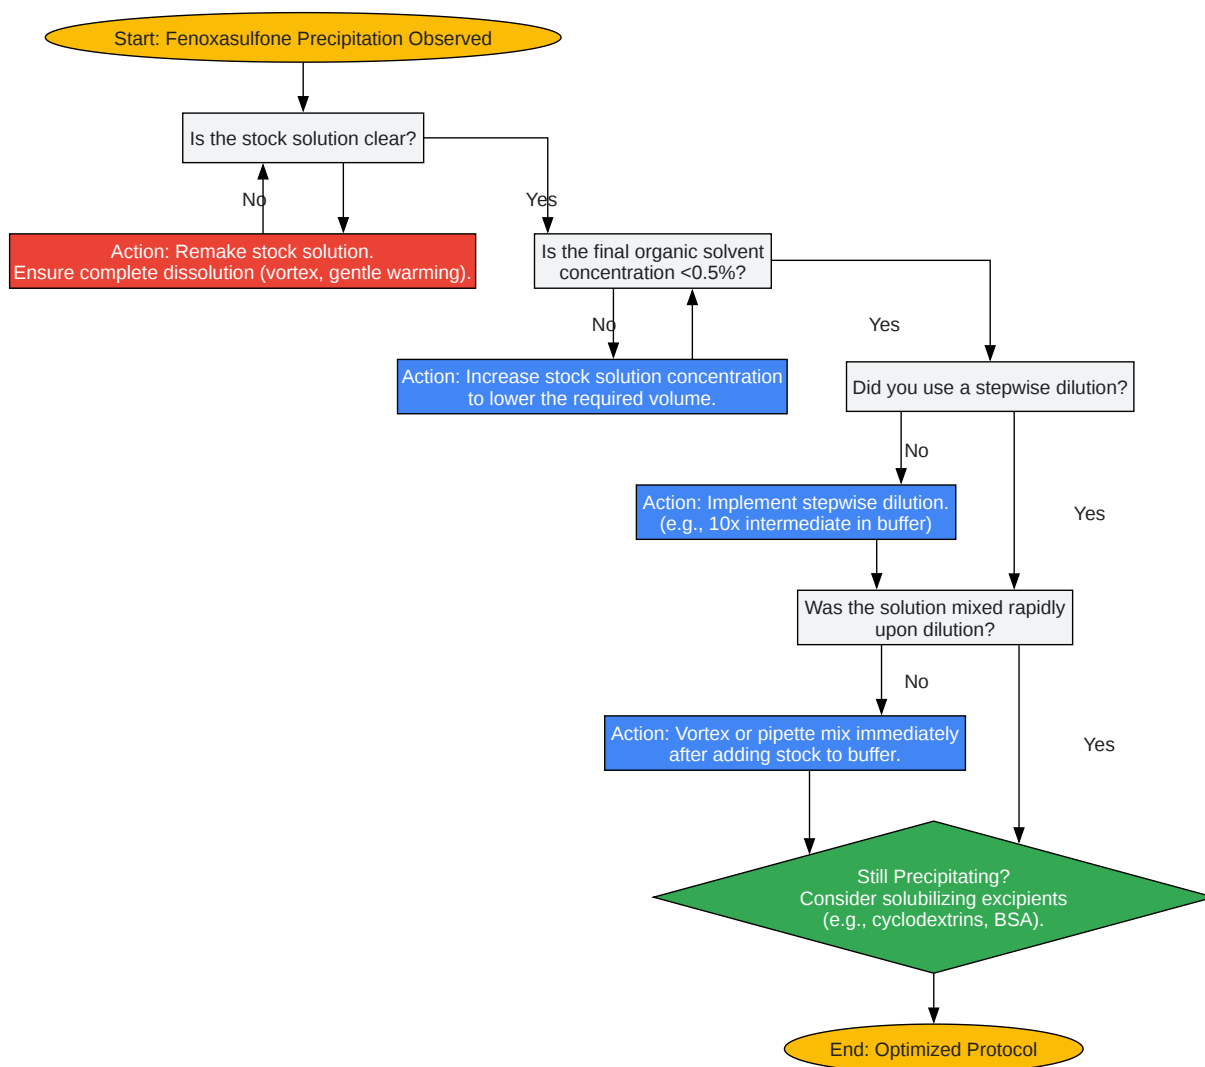 Start: Fenoxasulfone Precipitation Observed
Is the stock solution clear?
No
Yes
Action: Remake stock solution.
Ensure complete dissolution (vortex, gentle warming).
Is the final organic solvent
concentration <0.5%?
No
Yes
Action: Increase stock solution concentration
to lower the required volume.
Did you use a stepwise dilution?
No
Action: Implement stepwise dilution.
(e.g., 10x intermediate in buffer)
Yes
Was the solution mixed rapidly
upon dilution?
No
Action: Vortex or pipette mix immediately
after adding stock to buffer.
Yes
Still Precipitating?
Consider solubilizing excipients
(e.g., cyclodextrins, BSA).
End: Optimized Protocol